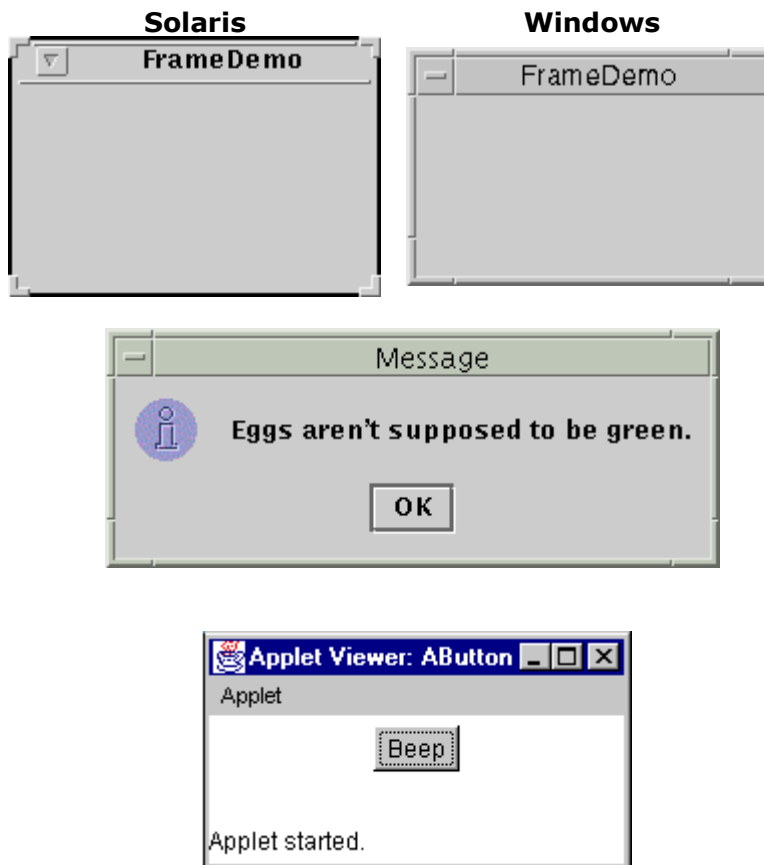 Solaris Windows
FrameDemo FrameDemo
Message
Eggs aren't supposed to be green.
OK
Applet Viewer: AButton
Applet
Beep
Applet started.